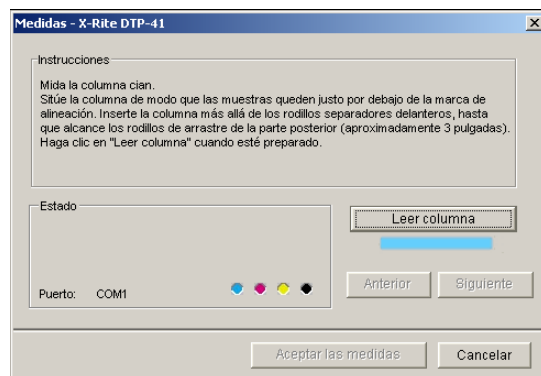 Medidas - X-Rite DTP-41
Instrucciones
Mida la columna cian.
Sitúe la columna de modo que las muestras queden justo por debajo de la marca de
alineación. Inserte la columna más allá de los rodillos separadores delanteros, hasta
que alcance los rodillos de arrastre de la parte posterior (aproximadamente 3 pulgadas).
Haga clic en "Leer columna" cuando esté preparado.
Estado
Leer columna
Puerto: COM1
Anterior
Siguiente
Aceptar las medidas
Cancelar